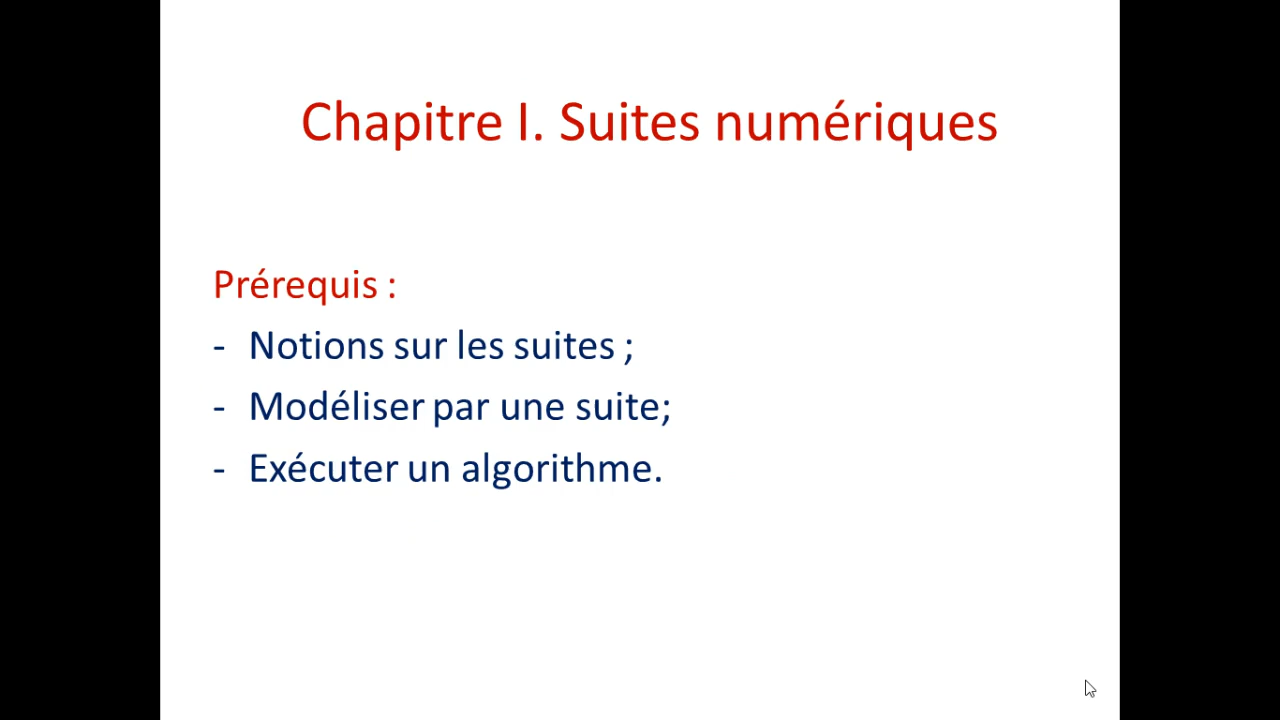 Chapitre I. Suites numériques
Prérequis :
- Notions sur les suites ;
- Modéliser par une suite;
- Exécuter un algorithme.